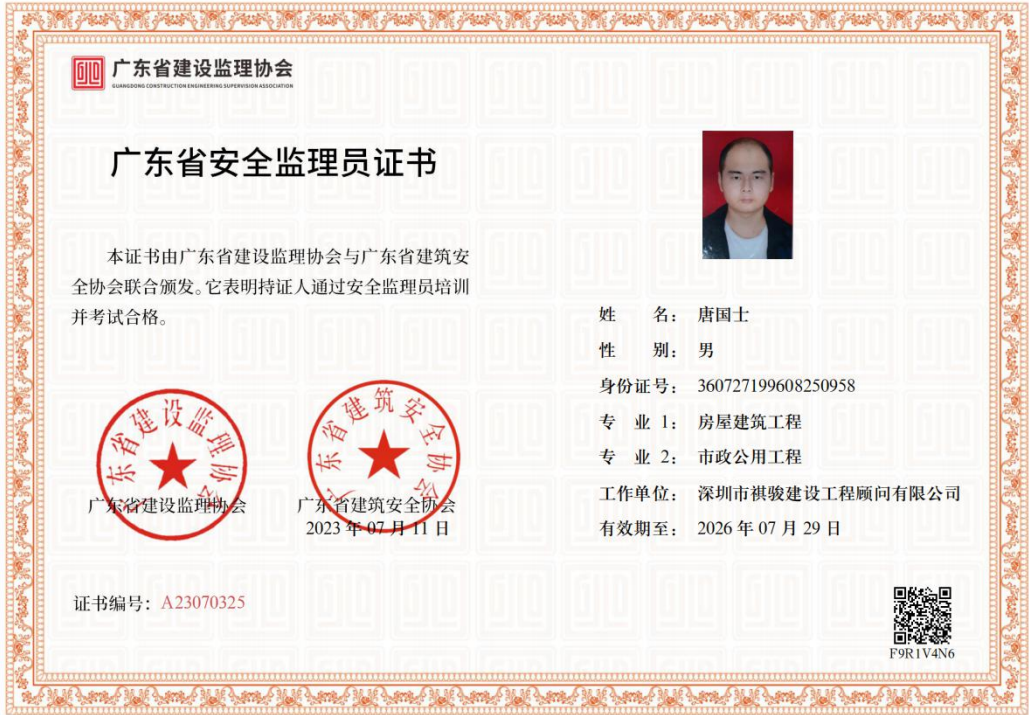 广东省建设监理协会
GUANGDONG CONSTRUCTION ENGINEERING SUPERVISION ASSOCIATION
广东省安全监理员证书
本证书由广东省建设监理协会与广东省建筑安
全协会联合颁发。它表明持证人通过安全监理员培训
并考试合格。
广东省建设监理协会
广东省建设监理协会
广东省建筑安全协会
广东省建筑安全协会
2023 年 07 月 11 日
证书编号：A23070325
姓 名：唐国士
性 别：男
身份证号：360727199608250958
专 业 1：房屋建筑工程
专 业 2：市政公用工程
工作单位：深圳市祺骏建设工程顾问有限公司
有效期至：2026 年 07 月 29 日
F9R1V4N6